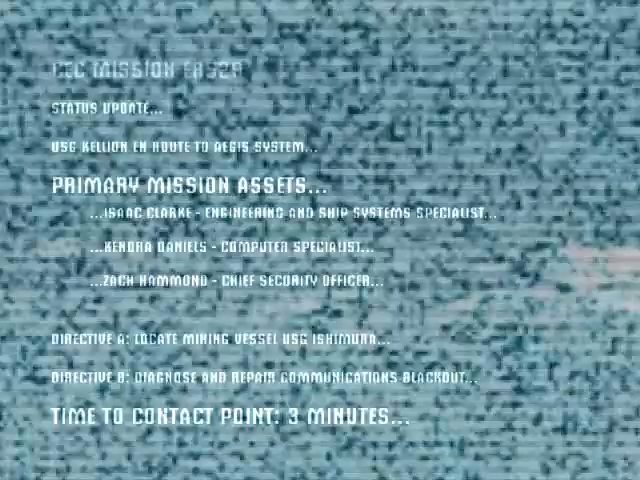 CEC MISSION
STATUS UPDATE...
USG KELLION EN ROUTE TO AEGIS SYSTEM...
PRIMARY MISSION ASSETS...
...ISAAC CLARKE - ENGINEERING AND SHIP SYSTEMS SPECIALIST...
...KENDRA DANIELS - COMPUTER SPECIALIST...
...ZACH HAMMOND - CHIEF SECURITY OFFICER...
DIRECTIVE A: LOCATE MINING VESSEL USG ISHIMURA...
DIRECTIVE B: DIAGNOSE AND REPAIR COMMUNICATIONS BLACKOUT...
TIME TO CONTACT POINT: 3 MINUTES...